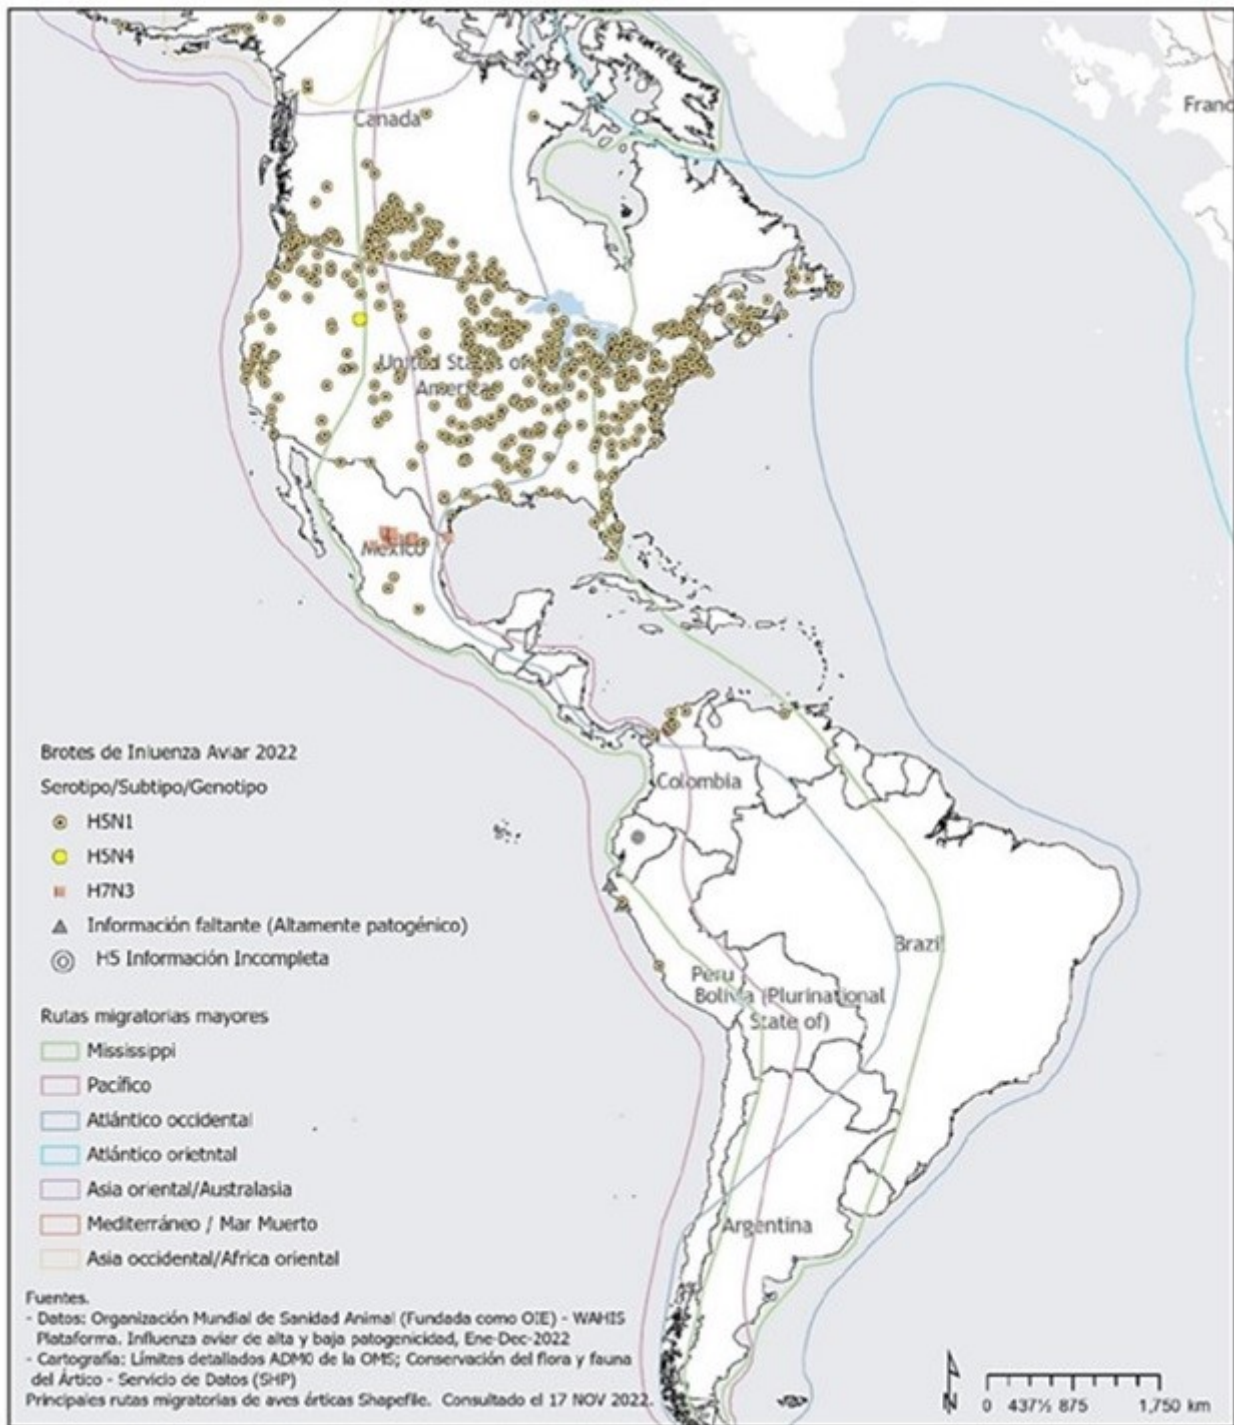 Canada
Franc
United States of
America
Mexico
Brotes de Inluenza Aviar 2022
Serotipo/Subtipo/Genotipo
H5N1
H5N4
H7N3
Información faltante (Altamente patogénico)
H5 Información Incompleta
Colombia
Brazil
Peru
Bolivia (Plurinational
State of)
Argentina
Rutas migratorias mayores
Mississippi
Pacífico
Atlántico occidental
Atlántico orietntal
Asia oriental/Australasia
Mediterráneo / Mar Muerto
Asia occidental/Africa oriental
Fuentes.
- Datos: Organización Mundial de Sanidad Animal (Fundada como OIE) - WAHIS
Plataforma. Influenza aviar de alta y baja patogenicidad, Ene-Dec-2022
- Cartografía: Límites detallados ADM0 de la OMS; Conservación del flora y fauna
del Ártico - Servicio de Datos (SHP)
Principales rutas migratorias de aves árticas Shapefile. Consultado el 17 NOV 2022.
N
0 437½ 875 1,750 km